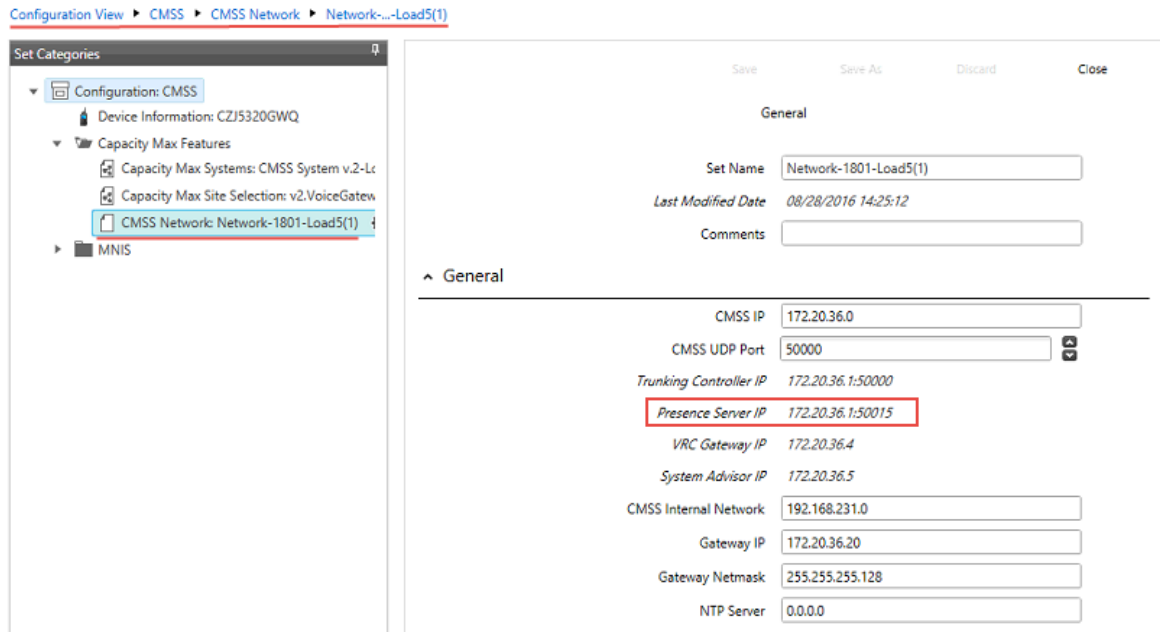 Configuration View CMSS CMSS Network Network-...-Load5(1)
Set Categories
Configuration: CMSS
Device Information: CZJ5320GWQ
Capacity Max Features
Capacity Max Systems: CMSS System v.2-Lo
Capacity Max Site Selection: v2.VoiceGatew
CMSS Network: Network-1801-Load5(1)
MNIS
Save Save As Discard Close
General
Set Name Network-1801-Load5(1)
Last Modified Date 08/28/2016 14:25:12
Comments
General
CMSS IP 172.20.36.0
CMSS UDP Port 50000
Trunking Controller IP 172.20.36.1:50000
Presence Server IP 172.20.36.1:50015
VRC Gateway IP 172.20.36.4
System Advisor IP 172.20.36.5
CMSS Internal Network 192.168.231.0
Gateway IP 172.20.36.20
Gateway Netmask 255.255.255.128
NTP Server 0.0.0.0